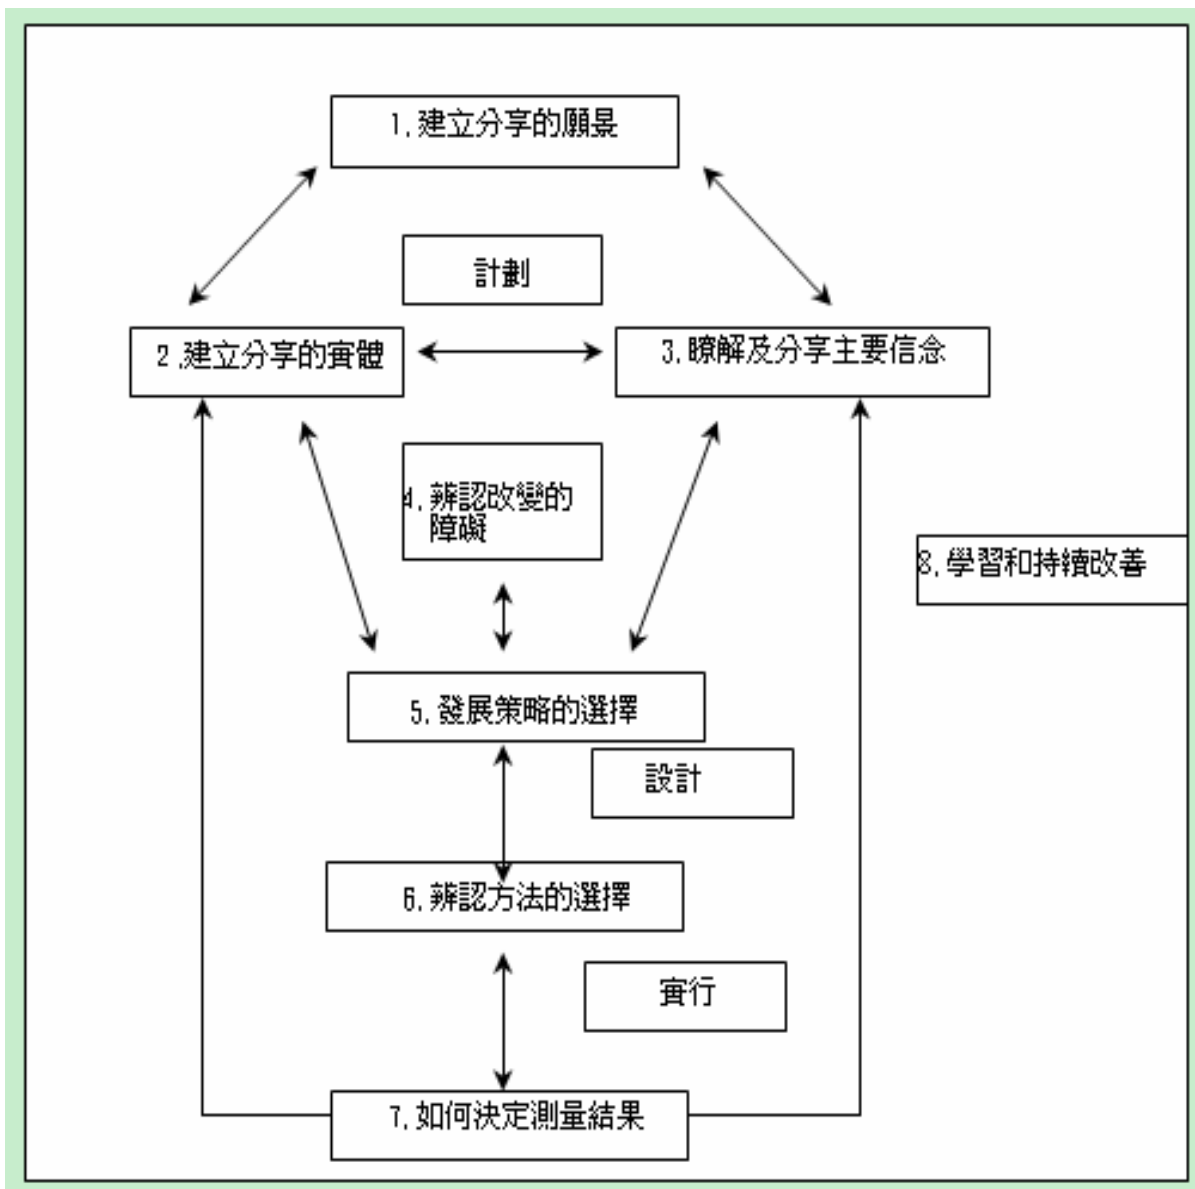 1.建立分享的願景
計劃
2.建立分享的實體
3.瞭解及分享主要信念
4.辨認改變的
障礙
8.學習和持續改善
5.發展策略的選擇
設計
6.辨認方法的選擇
實行
7.如何決定測量結果